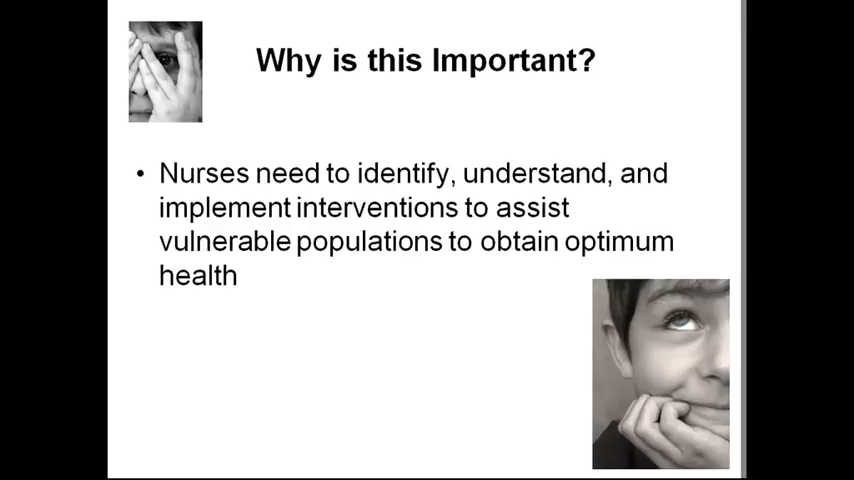 Why is this Important?
• Nurses need to identify, understand, and
implement interventions to assist
vulnerable populations to obtain optimum
health